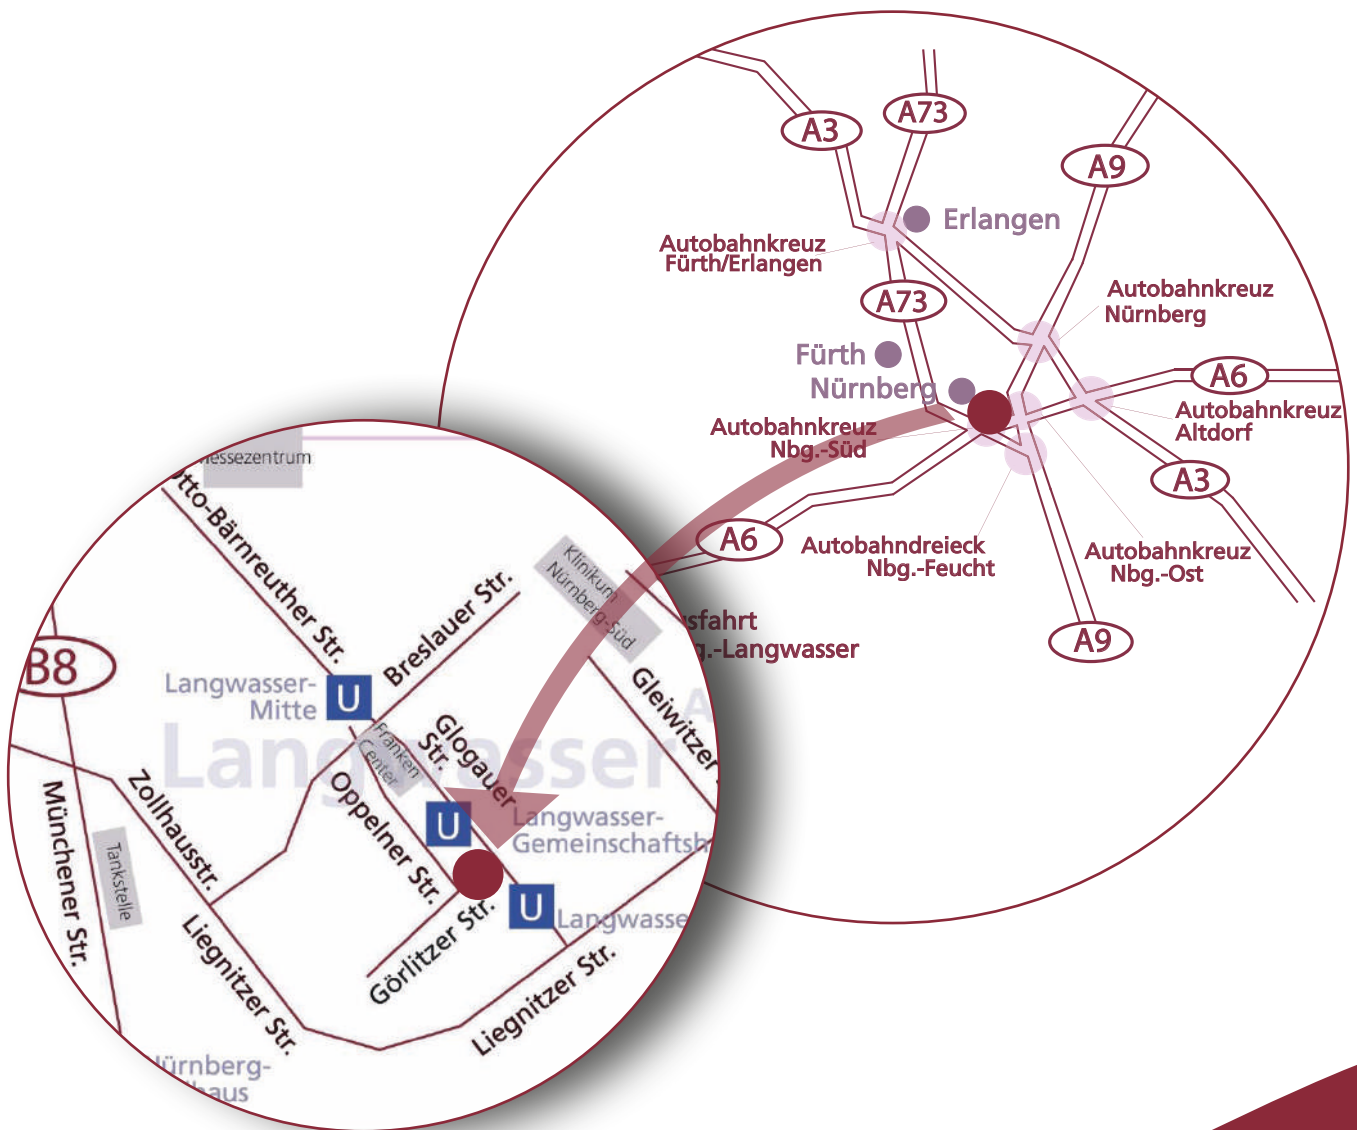 A73
A3
A9
Erlangen
Autobahnkreuz
Fürth/Erlangen
A73
Autobahnkreuz
Nürnberg
Fürth
Nürnberg
A6
Autobahnkreuz
Altdorf
Autobahnkreuz
Nbg.-Süd
A3
A6
Autobahndreieck
Nbg.-Feucht
Autobahnkreuz
Nbg.-Ost
A9
sfahrt
g.-Langwasser
essezentrum
tto-Bärnreuther Str.
Klinikum
Nürnberg-Süd
Breslauer Str.
B8
Langwasser-
Mitte
U
Gleiwitzer
A
Langwasser
Franken
Center
Glogauer
Str.
Zollhausstr.
Oppelner Str.
Münchener Str.
Tankstelle
U
Langwasser-
Gemeinschaftsh
U
Langwasse
Görlitzer Str.
Liegnitzer Str.
Liegnitzer Str.
ürnberg-
haus